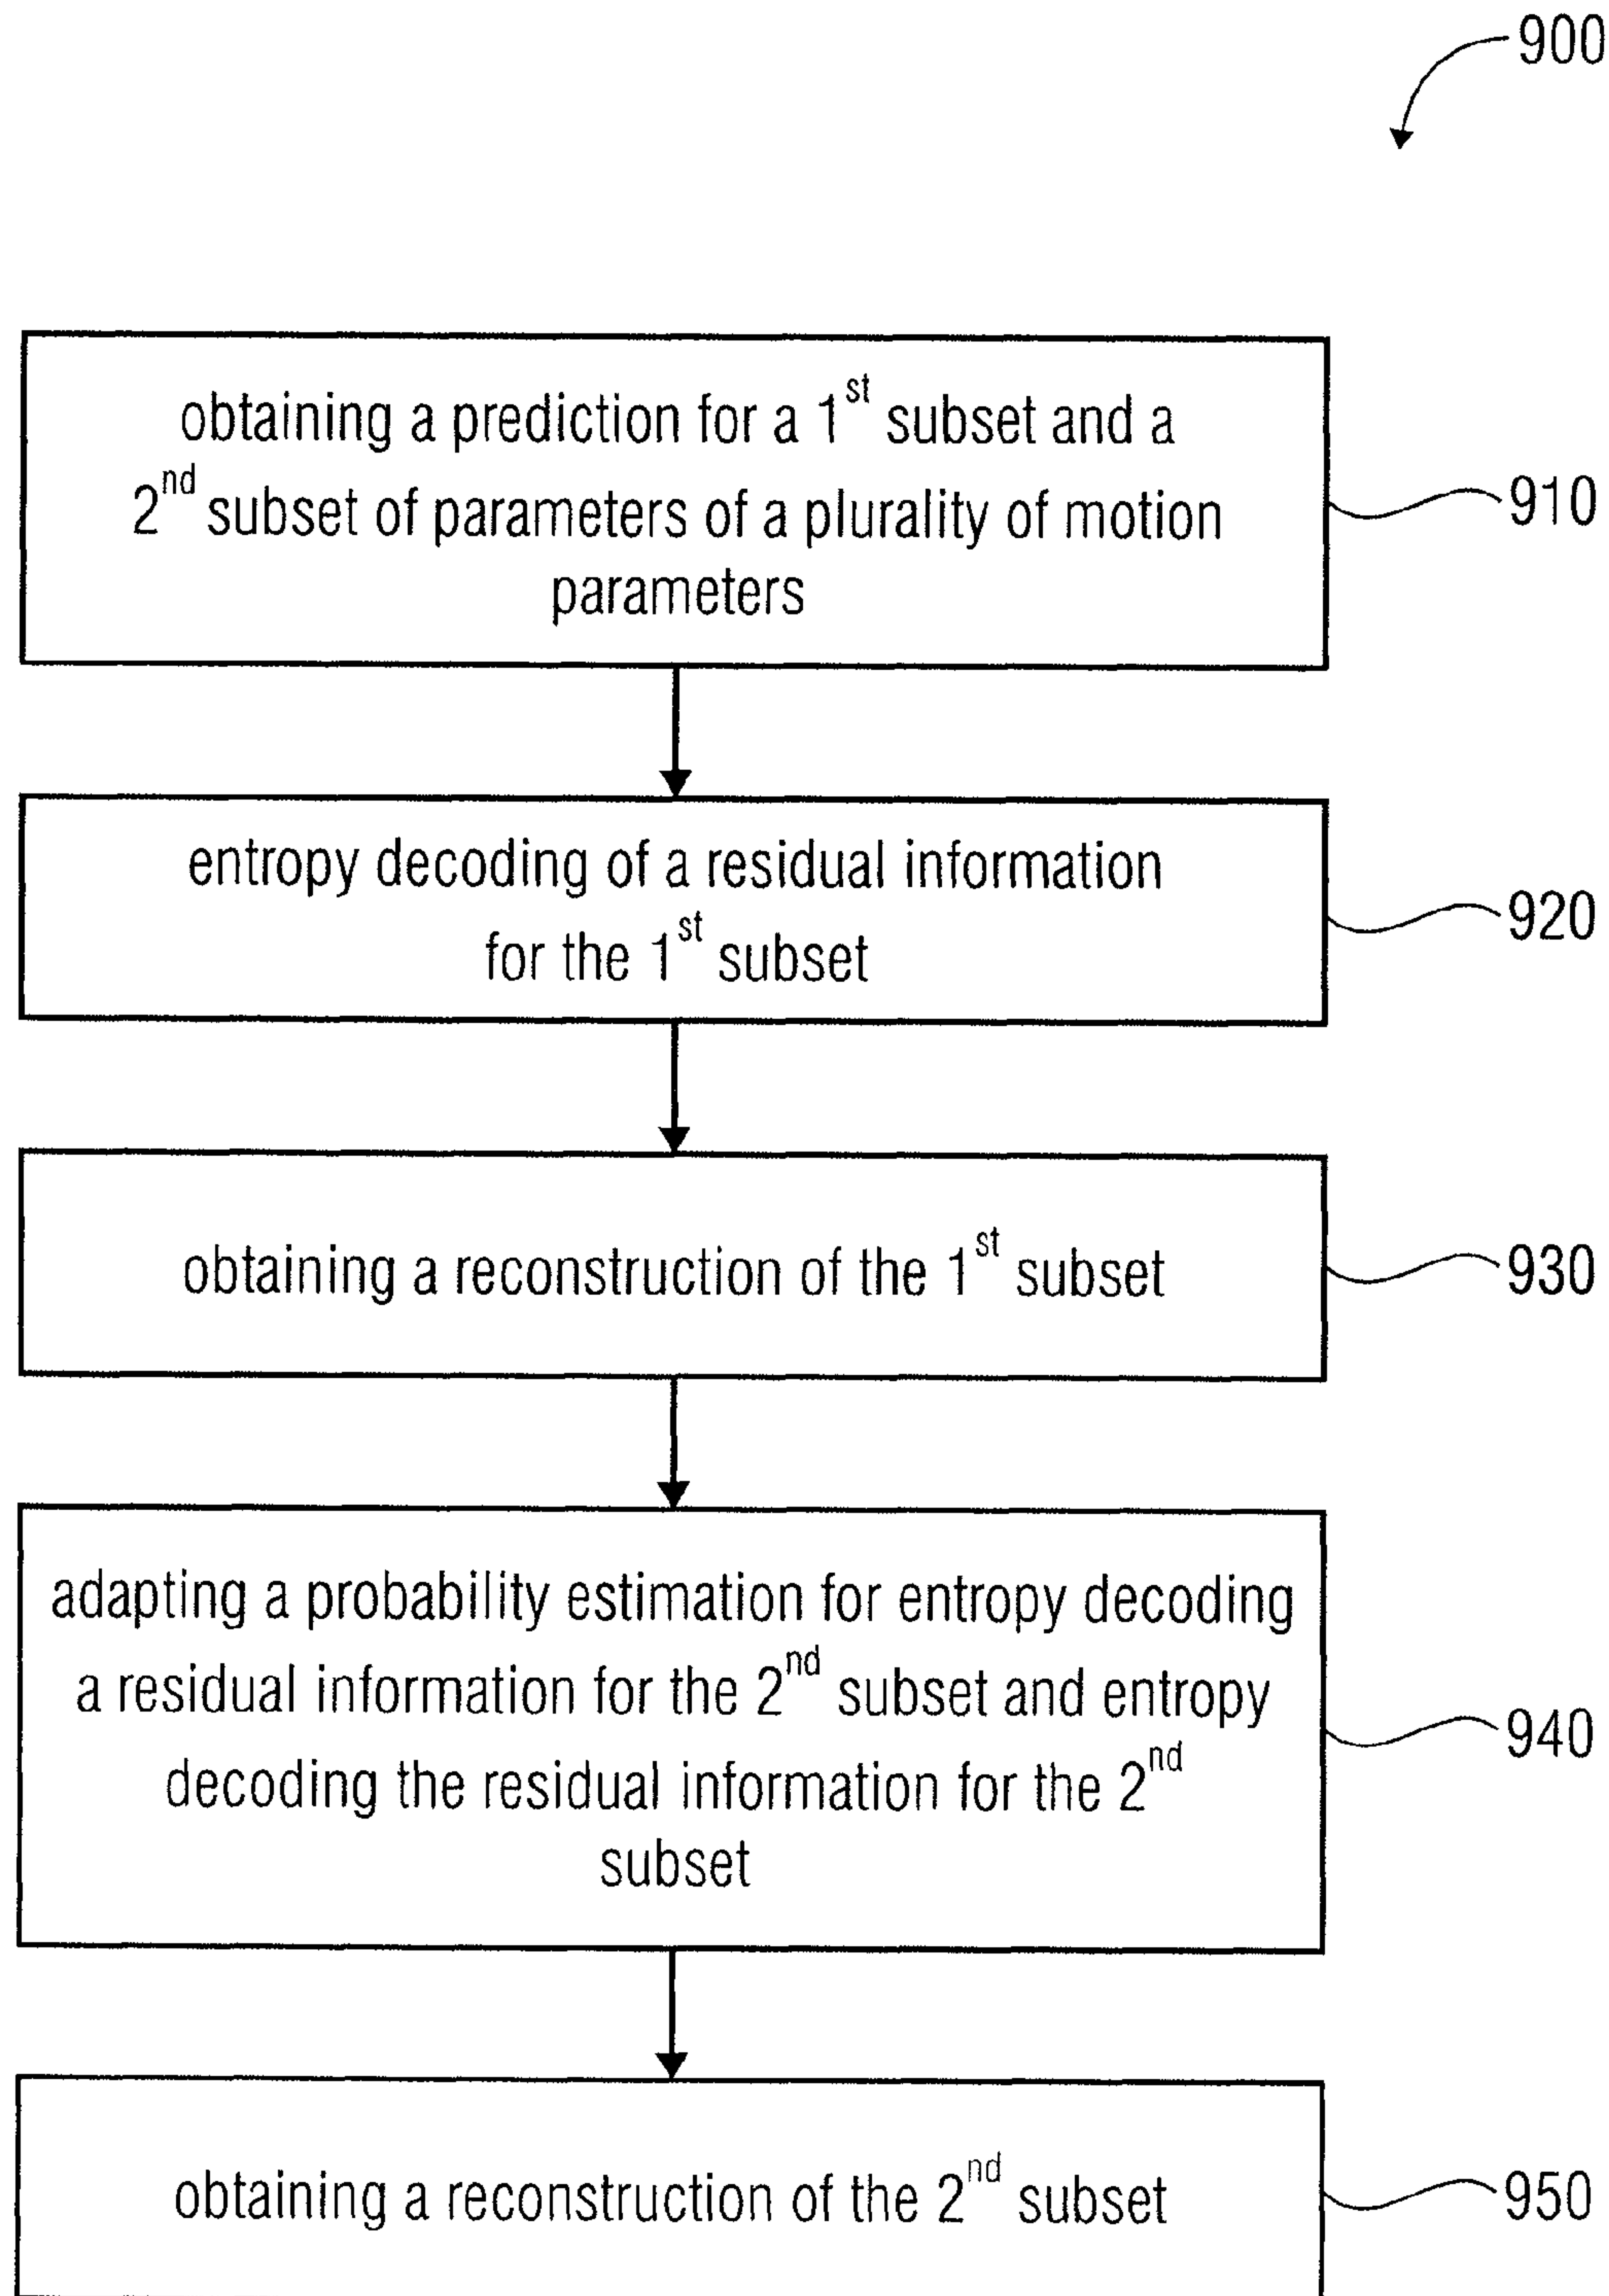 900
obtaining a prediction for a 1st subset and a
2nd subset of parameters of a plurality of motion
parameters
910
entropy decoding of a residual information
for the 1st subset
920
obtaining a reconstruction of the 1st subset
930
adapting a probability estimation for entropy decoding
a residual information for the 2nd subset and entropy
decoding the residual information for the 2nd
subset
940
obtaining a reconstruction of the 2nd subset
950